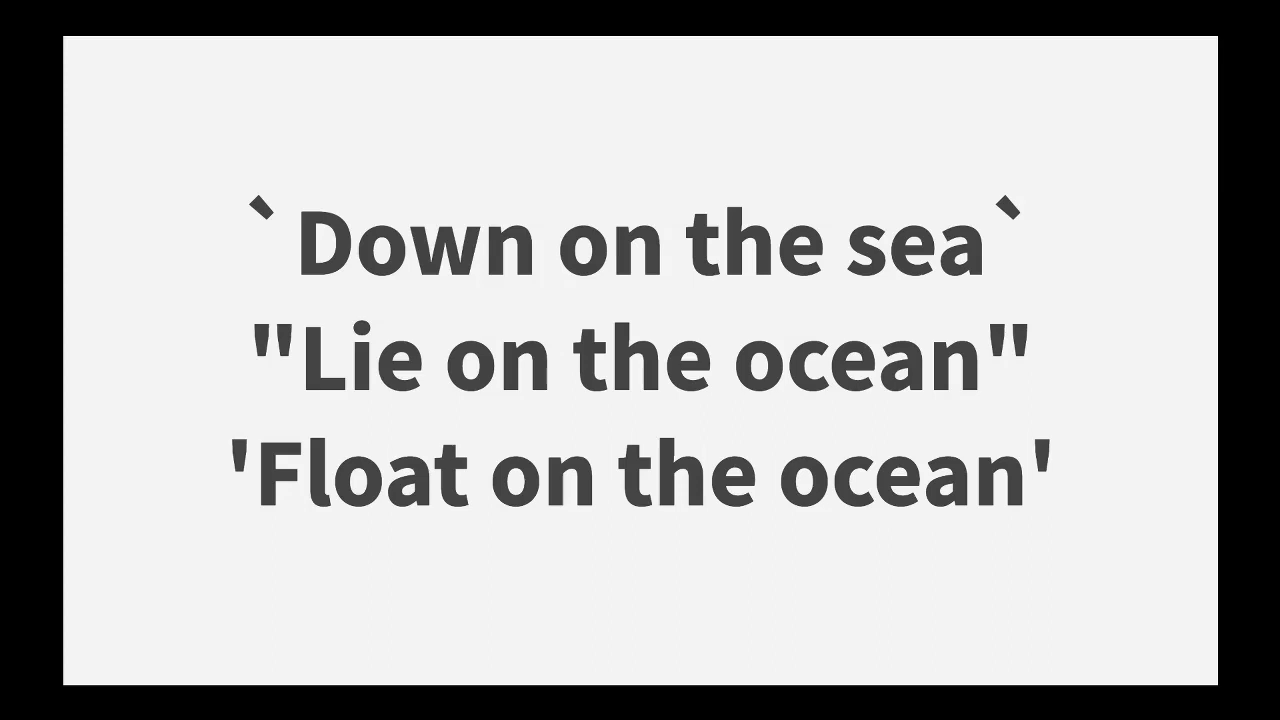 `Down on the sea`
"Lie on the ocean"
'Float on the ocean'